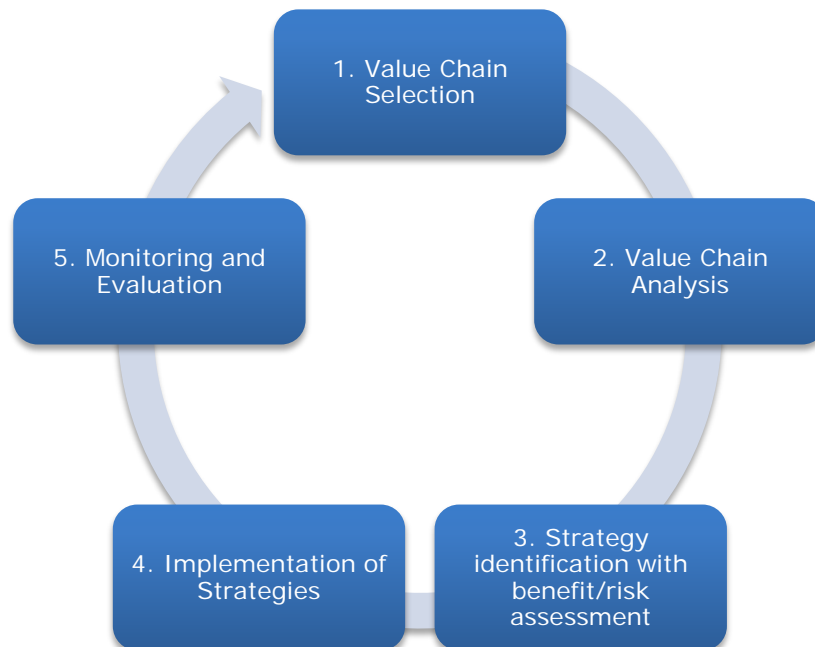 1. Value Chain
Selection
2. Value Chain
Analysis
3. Strategy
identification with
benefit/risk
assessment
4. Implementation of
Strategies
5. Monitoring and
Evaluation